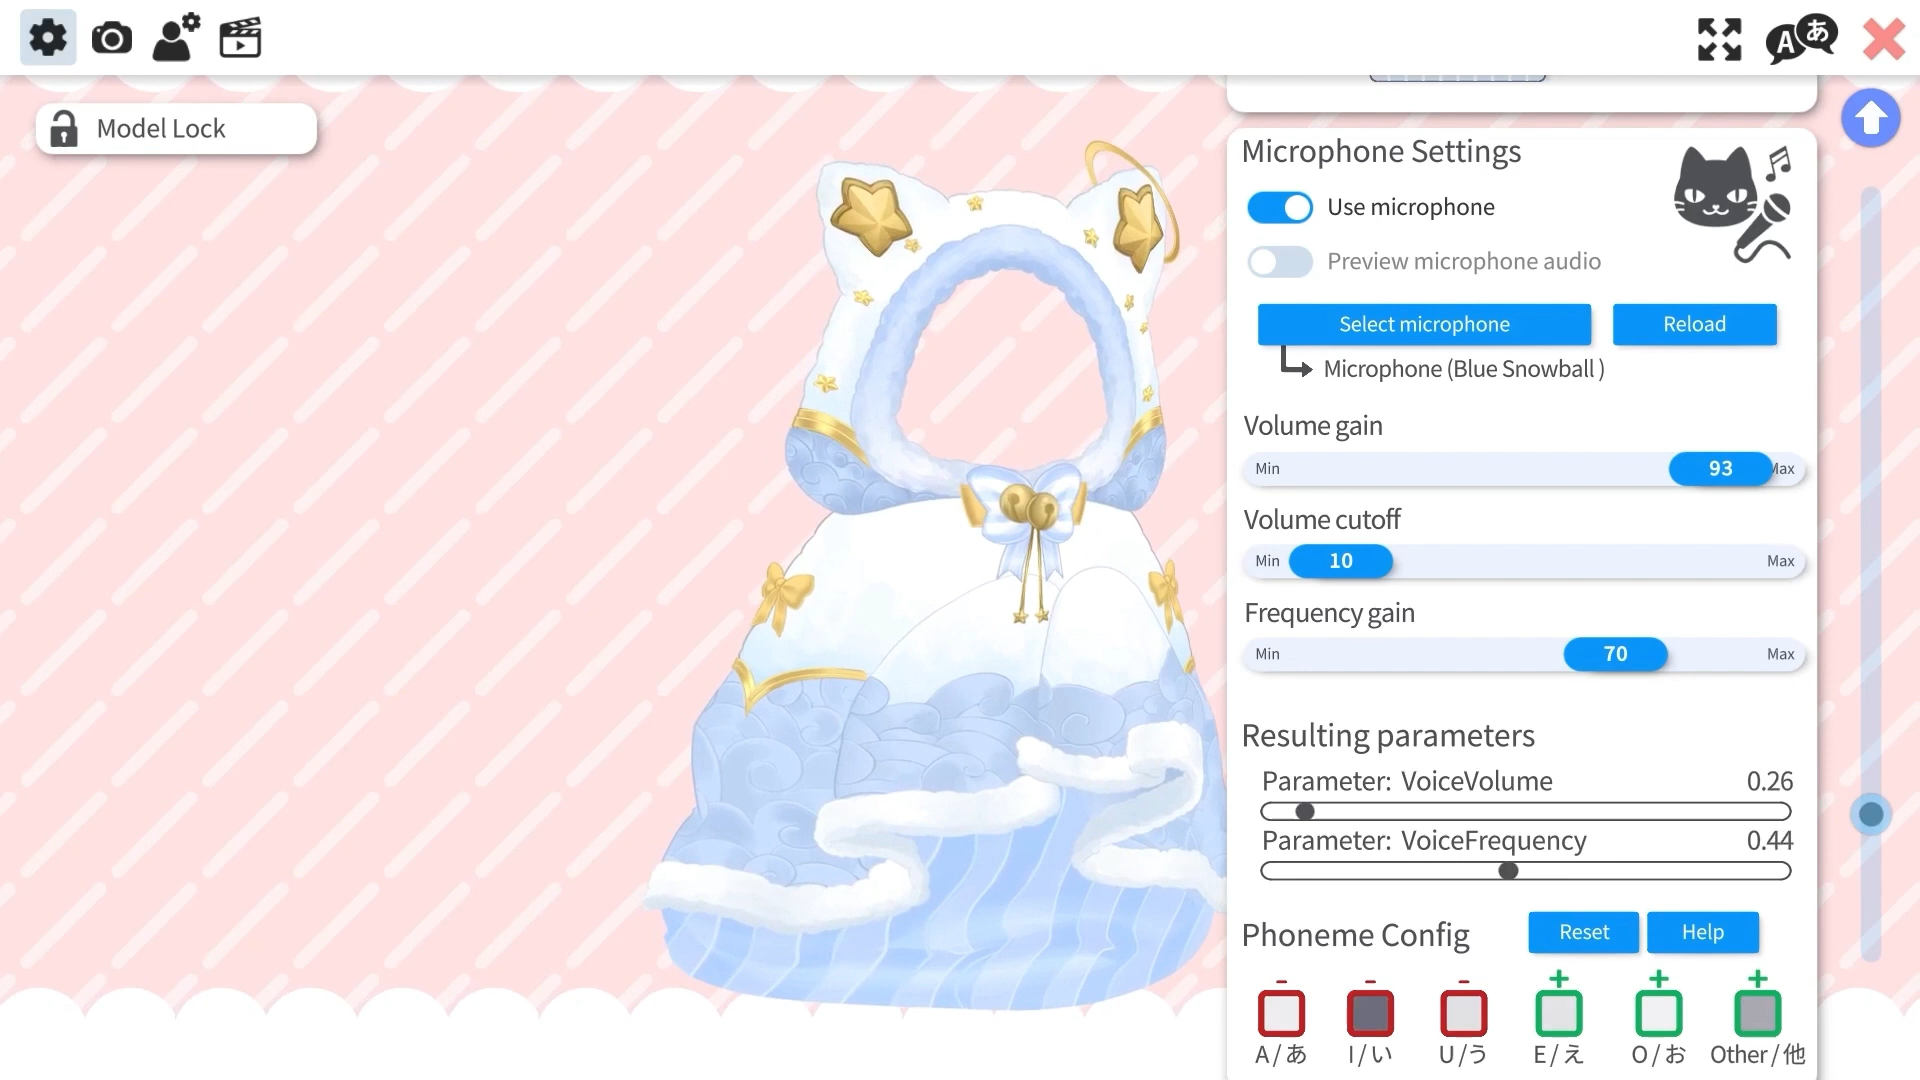 A あ
Model Lock
Microphone Settings
Use microphone
Preview microphone audio
Select microphone
Reload
Microphone (Blue Snowball )
Volume gain
Min
93
Max
Volume cutoff
Min
10
Max
Frequency gain
Min
70
Max
Resulting parameters
Parameter: VoiceVolume 0.26
Parameter: VoiceFrequency 0.44
Phoneme Config
Reset
Help
- - - + + +
A/あ I/い U/う E/え O/お Other/他